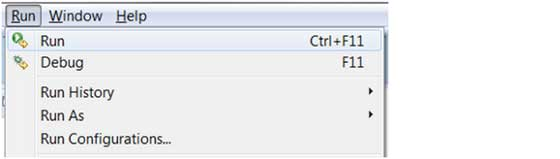 Run Window Help
Run Ctrl+F11
Debug F11
Run History
Run As
Run Configurations...